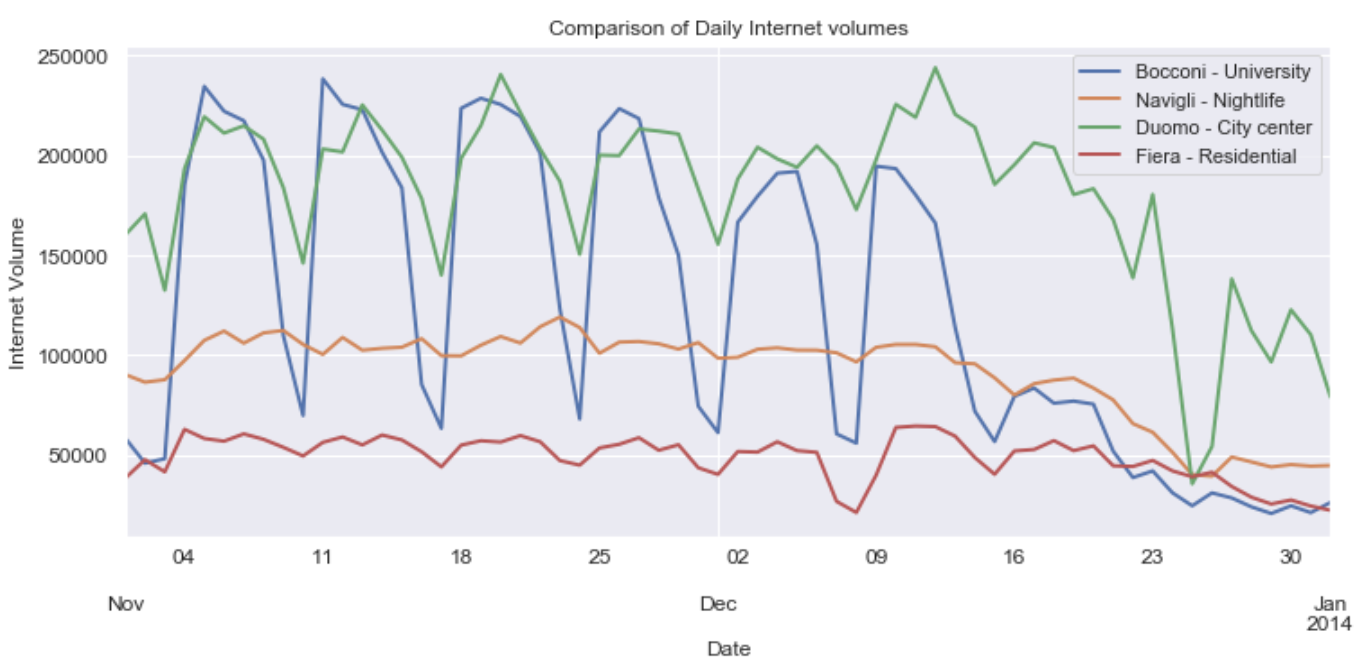 Comparison of Daily Internet volumes
250000
200000
150000
100000
50000
Internet Volume
Bocconi - University
Navigli - Nightlife
Duomo - City center
Fiera - Residential
04 11 18 25 02 09 16 23 30
Nov Dec Jan
2014
Date